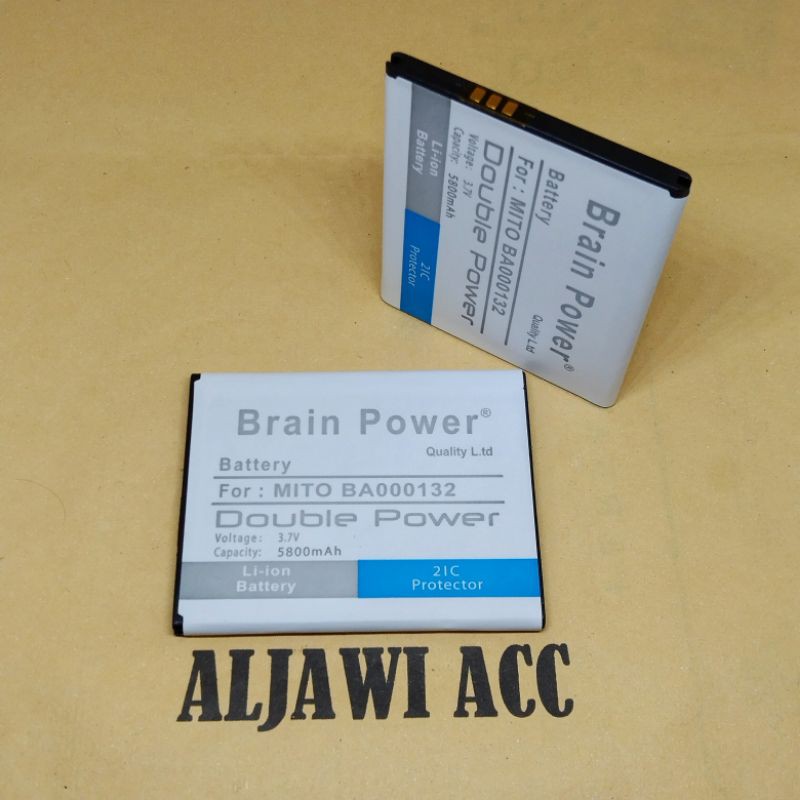 Brain Power®
Quality L.td
Battery
For : MITO BA000132
Double Power
Voltage: 3.7V
Capacity: 5800mAh
Li-ion
Battery
2IC
Protector
Brain Power®
Quality L.td
Battery
For : MITO BA000132
Double Power
Voltage: 3.7V
Capacity: 5800mAh
Li-ion
Battery
2IC
Protector
ALJAWI ACC